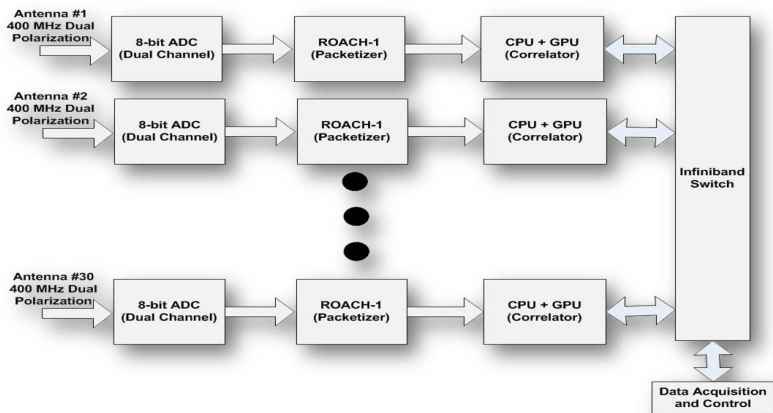 Antenna #1
400 MHz Dual
Polarization
8-bit ADC
(Dual Channel)
ROACH-1
(Packetizer)
CPU + GPU
(Correlator)
Antenna #2
400 MHz Dual
Polarization
8-bit ADC
(Dual Channel)
ROACH-1
(Packetizer)
CPU + GPU
(Correlator)
Infiniband
Switch
Antenna #30
400 MHz Dual
Polarization
8-bit ADC
(Dual Channel)
ROACH-1
(Packetizer)
CPU + GPU
(Correlator)
Data Acquisition
and Control